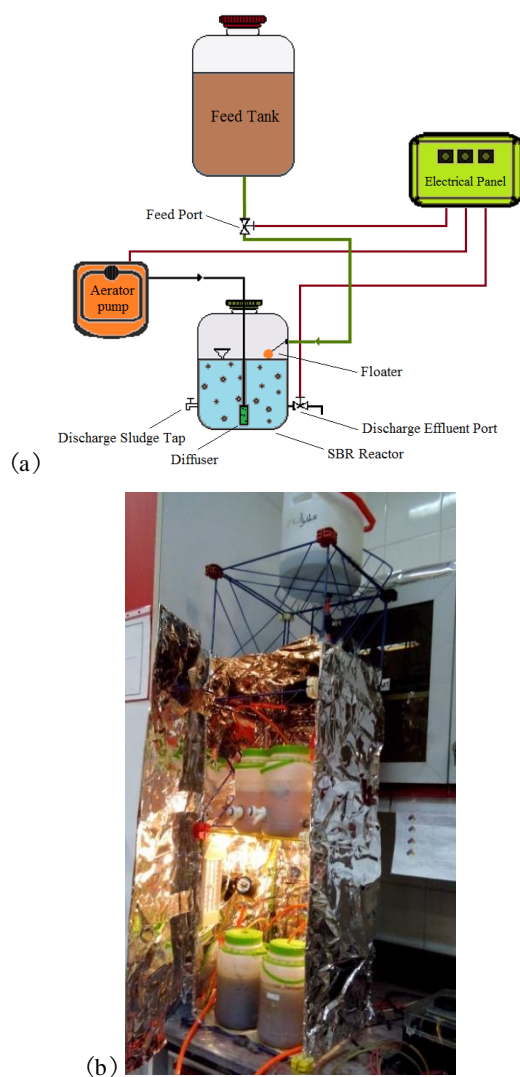 Feed Tank
Electrical Panel
Feed Port
Aerator
pump
Floater
Discharge Sludge Tap
Discharge Effluent Port
Diffuser
SBR Reactor
(a)
(b)